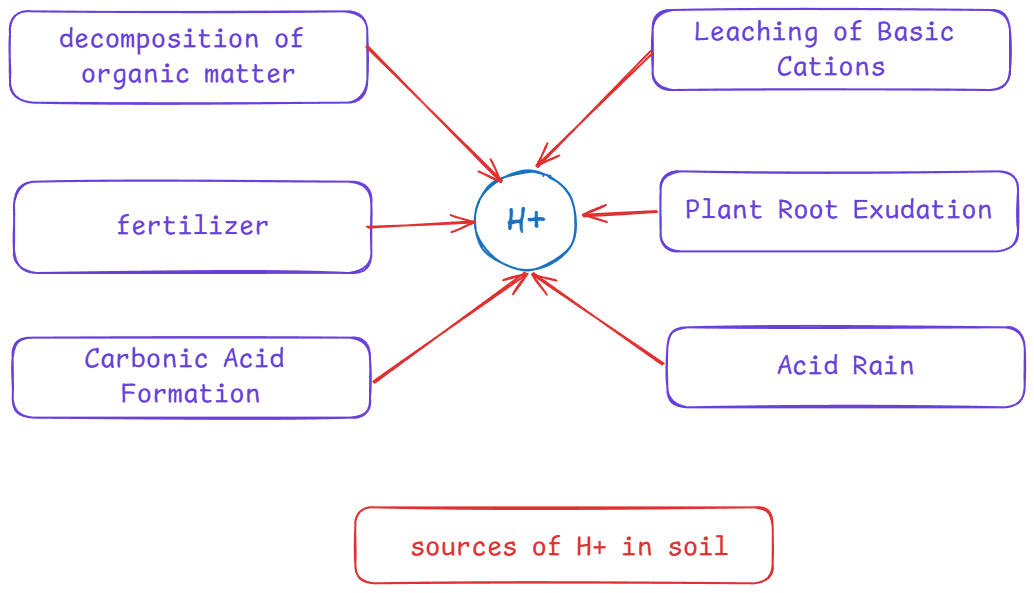 decomposition of
organic matter
Leaching of Basic
Cations
fertilizer
H+
Plant Root Exudation
Carbonic Acid
Formation
Acid Rain
sources of H+ in soil